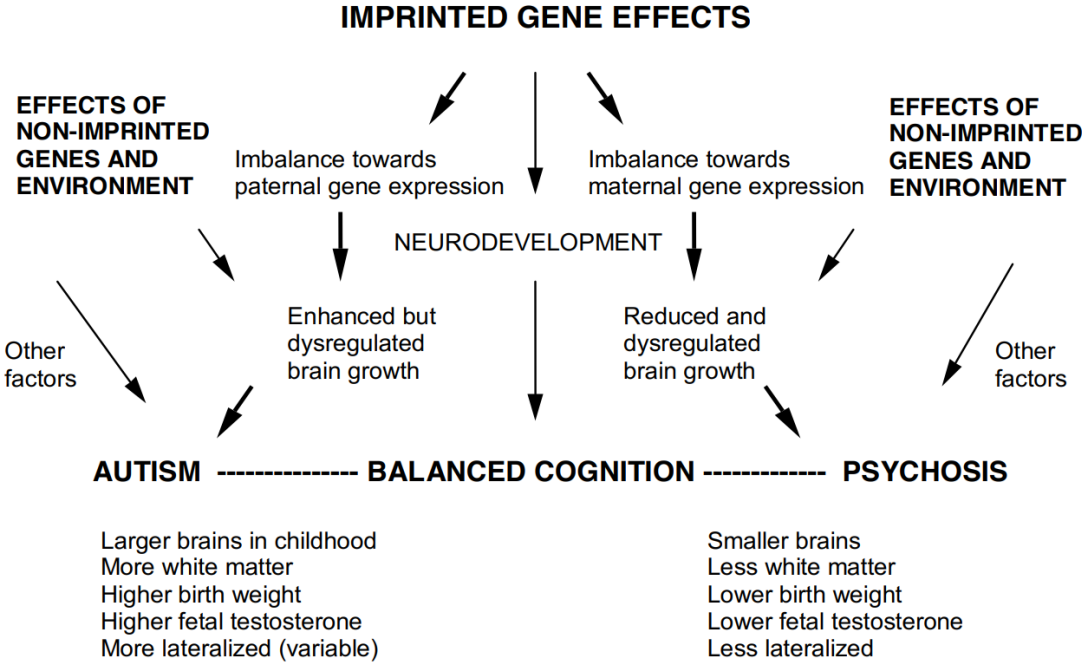 IMPRINTED GENE EFFECTS
EFFECTS OF
NON-IMPRINTED
GENES AND
ENVIRONMENT
Imbalance towards
paternal gene expression
Imbalance towards
maternal gene expression
EFFECTS OF
NON-IMPRINTED
GENES AND
ENVIRONMENT
NEURODEVELOPMENT
Other
factors
Enhanced but
dysregulated
brain growth
Reduced and
dysregulated
brain growth
Other
factors
AUTISM --------------- BALANCED COGNITION ------------- PSYCHOSIS
Larger brains in childhood
More white matter
Higher birth weight
Higher fetal testosterone
More lateralized (variable)
Smaller brains
Less white matter
Lower birth weight
Lower fetal testosterone
Less lateralized